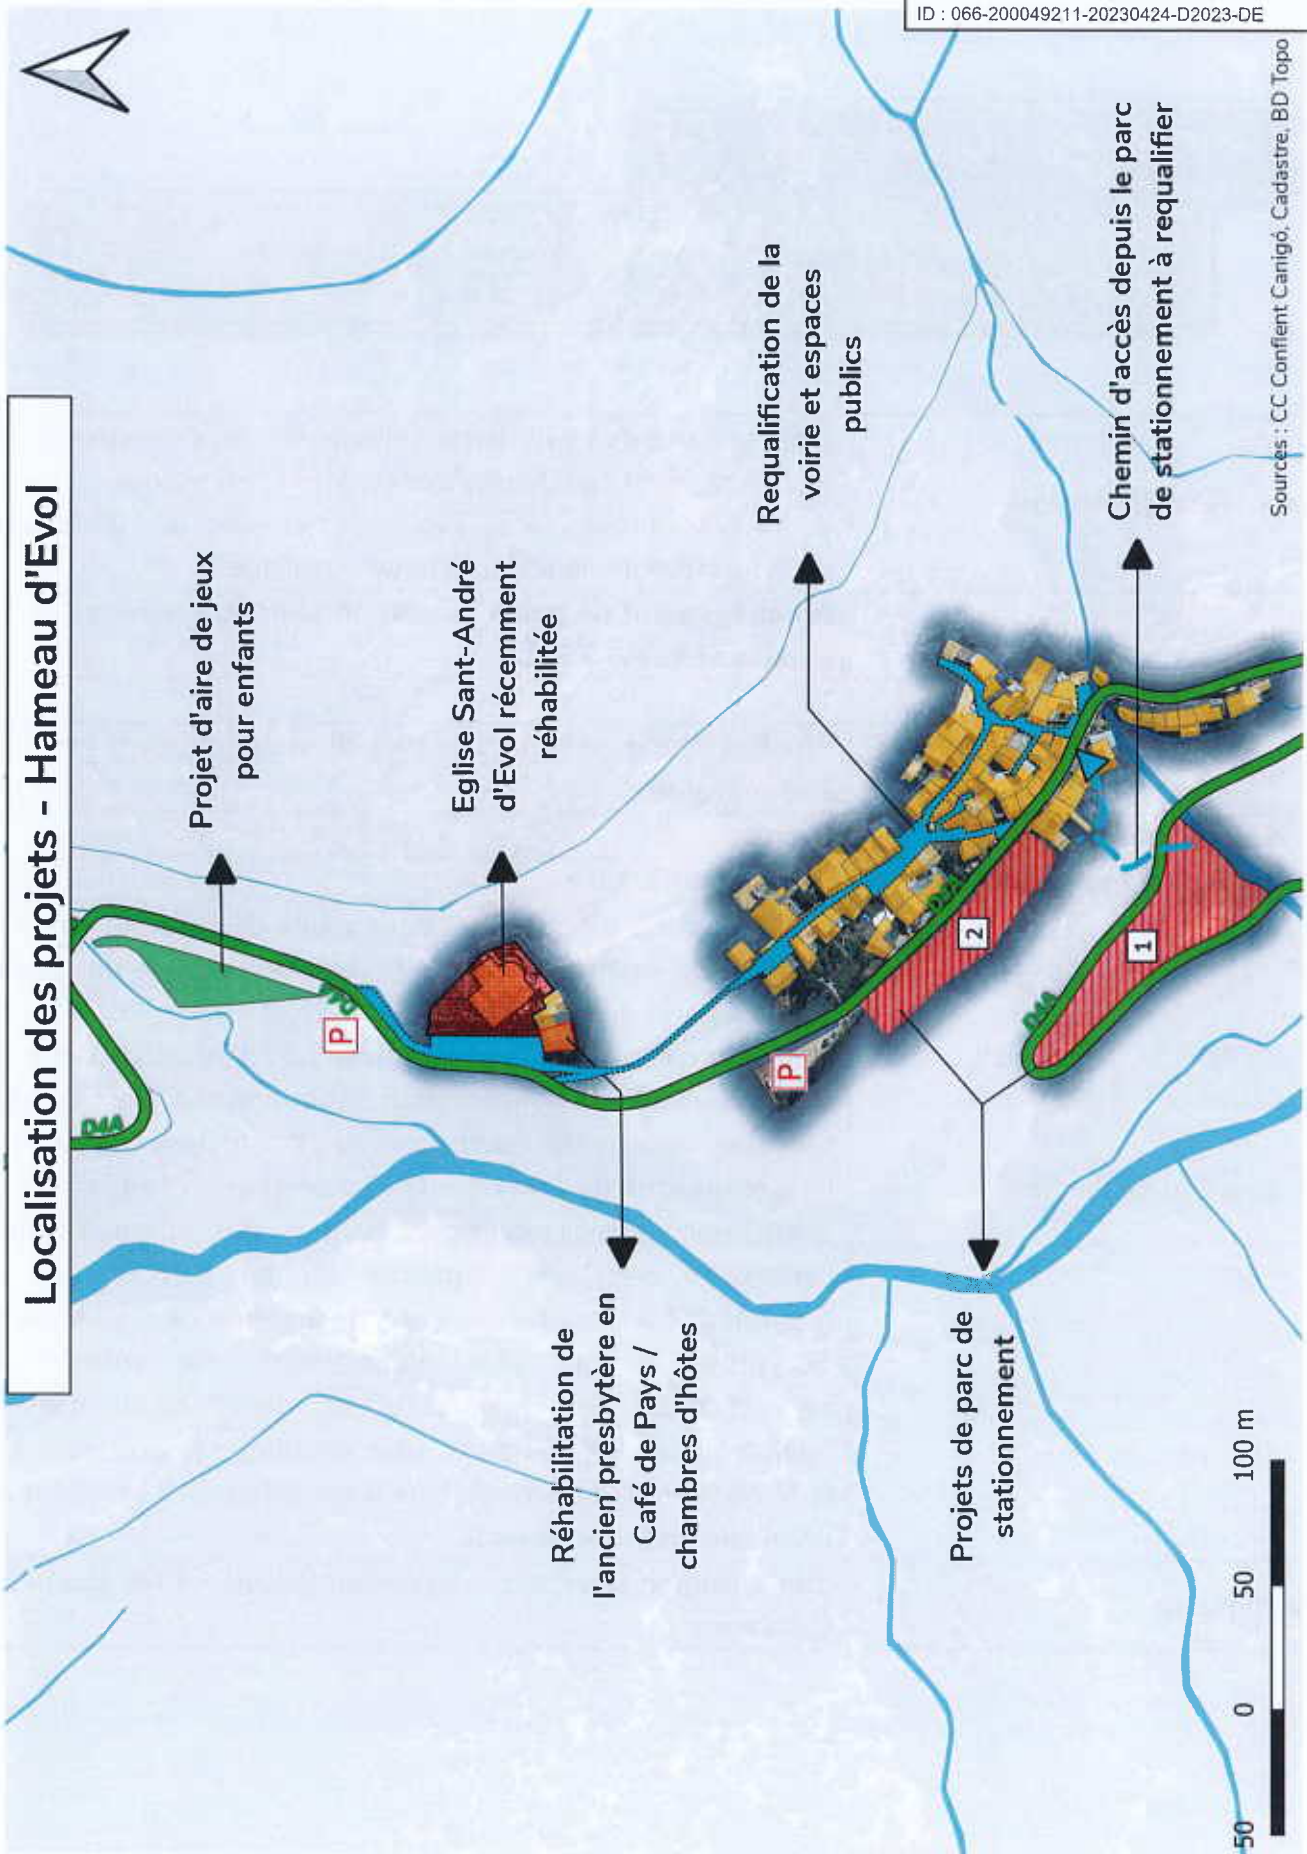 ID : 066-200049211-20230424-D2023-DE
Localisation des projets - Hameau d'Evol
Projet d'aire de jeux
pour enfants
D4A
P
Eglise Sant-André
d'Evol récemment
réhabilitée
Réhabilitation de
l'ancien presbytère en
Café de Pays /
chambres d'hôtes
Requalification de la
voirie et espaces
publics
P
D4A
2
1
D4A
Projets de parc de
stationnement
Chemin d'accès depuis le parc
de stationnement à requalifier
50 0 50 100 m
Sources : CC Conflent Canigó, Cadastre, BD Topo